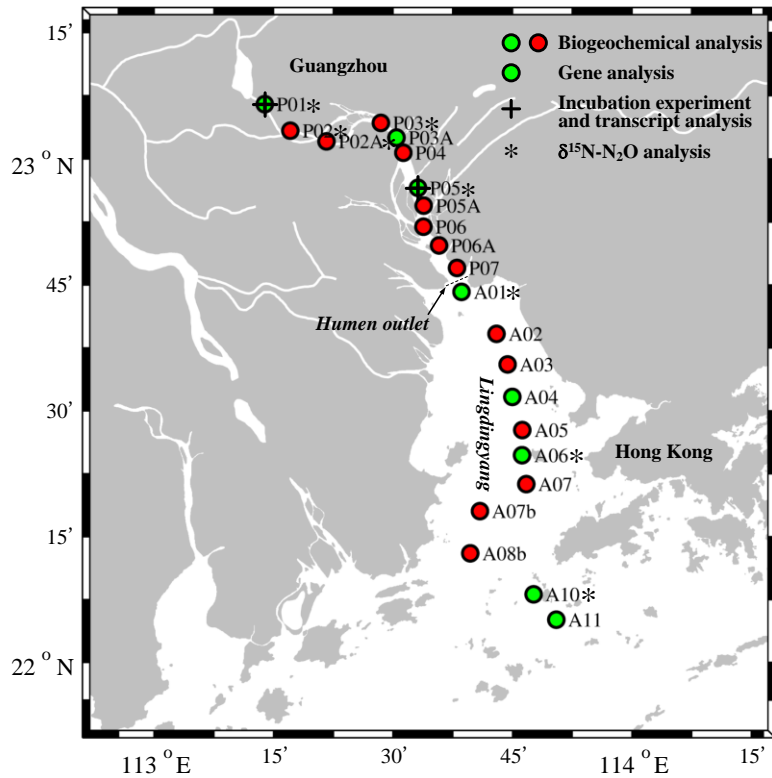 15'
Guangzhou
Biogeochemical analysis
Gene analysis
Incubation experiment
and transcript analysis
* δ¹⁵N-N₂O analysis
P01*
P02*
P02A*
P03*
P03A
P04
23 ° N
P05*
P05A
P06
P06A
P07
45'
A01*
Humen outlet
A02
A03
Lingdingyang
A04
30'
A05
Hong Kong
A06*
A07
A07b
15'
A08b
A10*
A11
22 ° N
113 ° E
15'
30'
45'
114 ° E
15'